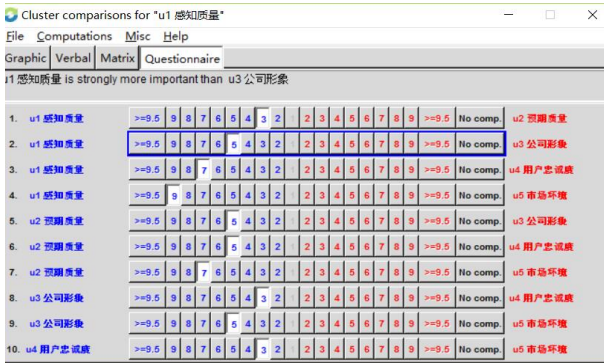 Cluster comparisons for "u1 感知质量"
File Computations Misc Help
Graphic Verbal Matrix Questionnaire
u1 感知质量 is strongly more important than u3 公司形象
1. u1 感知质量 >=9.5 9 8 7 6 5 4 3 2 1 2 3 4 5 6 7 8 9 >=9.5 No comp. u2 预期质量
2. u1 感知质量 >=9.5 9 8 7 6 5 4 3 2 1 2 3 4 5 6 7 8 9 >=9.5 No comp. u3 公司形象
3. u1 感知质量 >=9.5 9 8 7 6 5 4 3 2 1 2 3 4 5 6 7 8 9 >=9.5 No comp. u4 用户忠诚度
4. u1 感知质量 >=9.5 9 8 7 6 5 4 3 2 1 2 3 4 5 6 7 8 9 >=9.5 No comp. u5 市场环境
5. u2 预期质量 >=9.5 9 8 7 6 5 4 3 2 1 2 3 4 5 6 7 8 9 >=9.5 No comp. u3 公司形象
6. u2 预期质量 >=9.5 9 8 7 6 5 4 3 2 1 2 3 4 5 6 7 8 9 >=9.5 No comp. u4 用户忠诚度
7. u2 预期质量 >=9.5 9 8 7 6 5 4 3 2 1 2 3 4 5 6 7 8 9 >=9.5 No comp. u5 市场环境
8. u3 公司形象 >=9.5 9 8 7 6 5 4 3 2 1 2 3 4 5 6 7 8 9 >=9.5 No comp. u4 用户忠诚度
9. u3 公司形象 >=9.5 9 8 7 6 5 4 3 2 1 2 3 4 5 6 7 8 9 >=9.5 No comp. u5 市场环境
10. u4 用户忠诚度 >=9.5 9 8 7 6 5 4 3 2 1 2 3 4 5 6 7 8 9 >=9.5 No comp. u5 市场环境